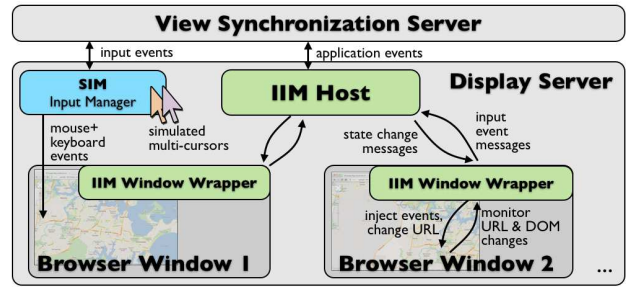 View Synchronization Server
input events
application events
Display Server
SIM
Input Manager
IIM Host
mouse+
keyboard
events
simulated
multi-cursors
state change
messages
input
event
messages
IIM Window Wrapper
IIM Window Wrapper
inject events,
change URL
monitor
URL & DOM
changes
Browser Window 1
Browser Window 2
...